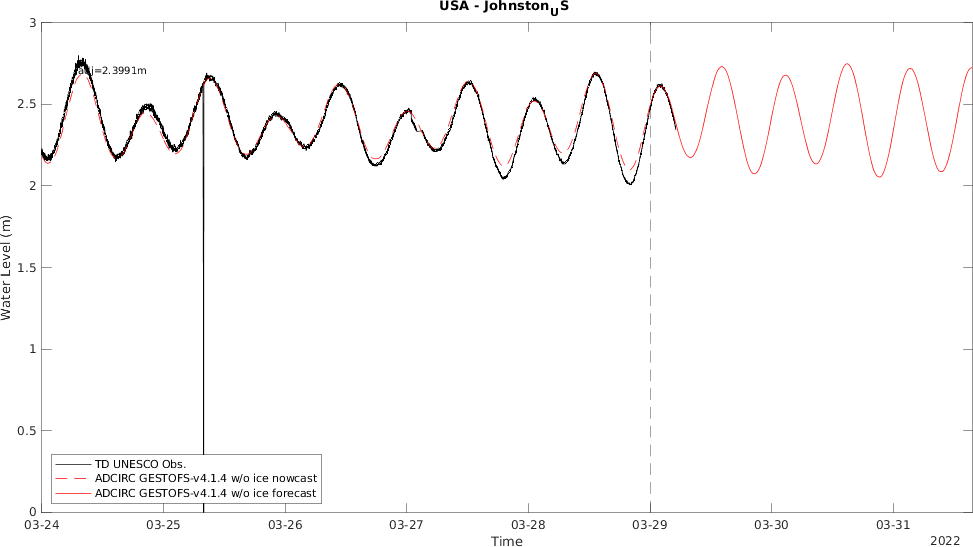 USA - Johnston_US
3
2.5
2
1.5
1
0.5
0
Water Level (m)
adj=2.3991m
TD UNESCO Obs.
ADCIRC GESTOFS-v4.1.4 w/o ice nowcast
ADCIRC GESTOFS-v4.1.4 w/o ice forecast
03-24 03-25 03-26 03-27 03-28 03-29 03-30 03-31
Time
2022